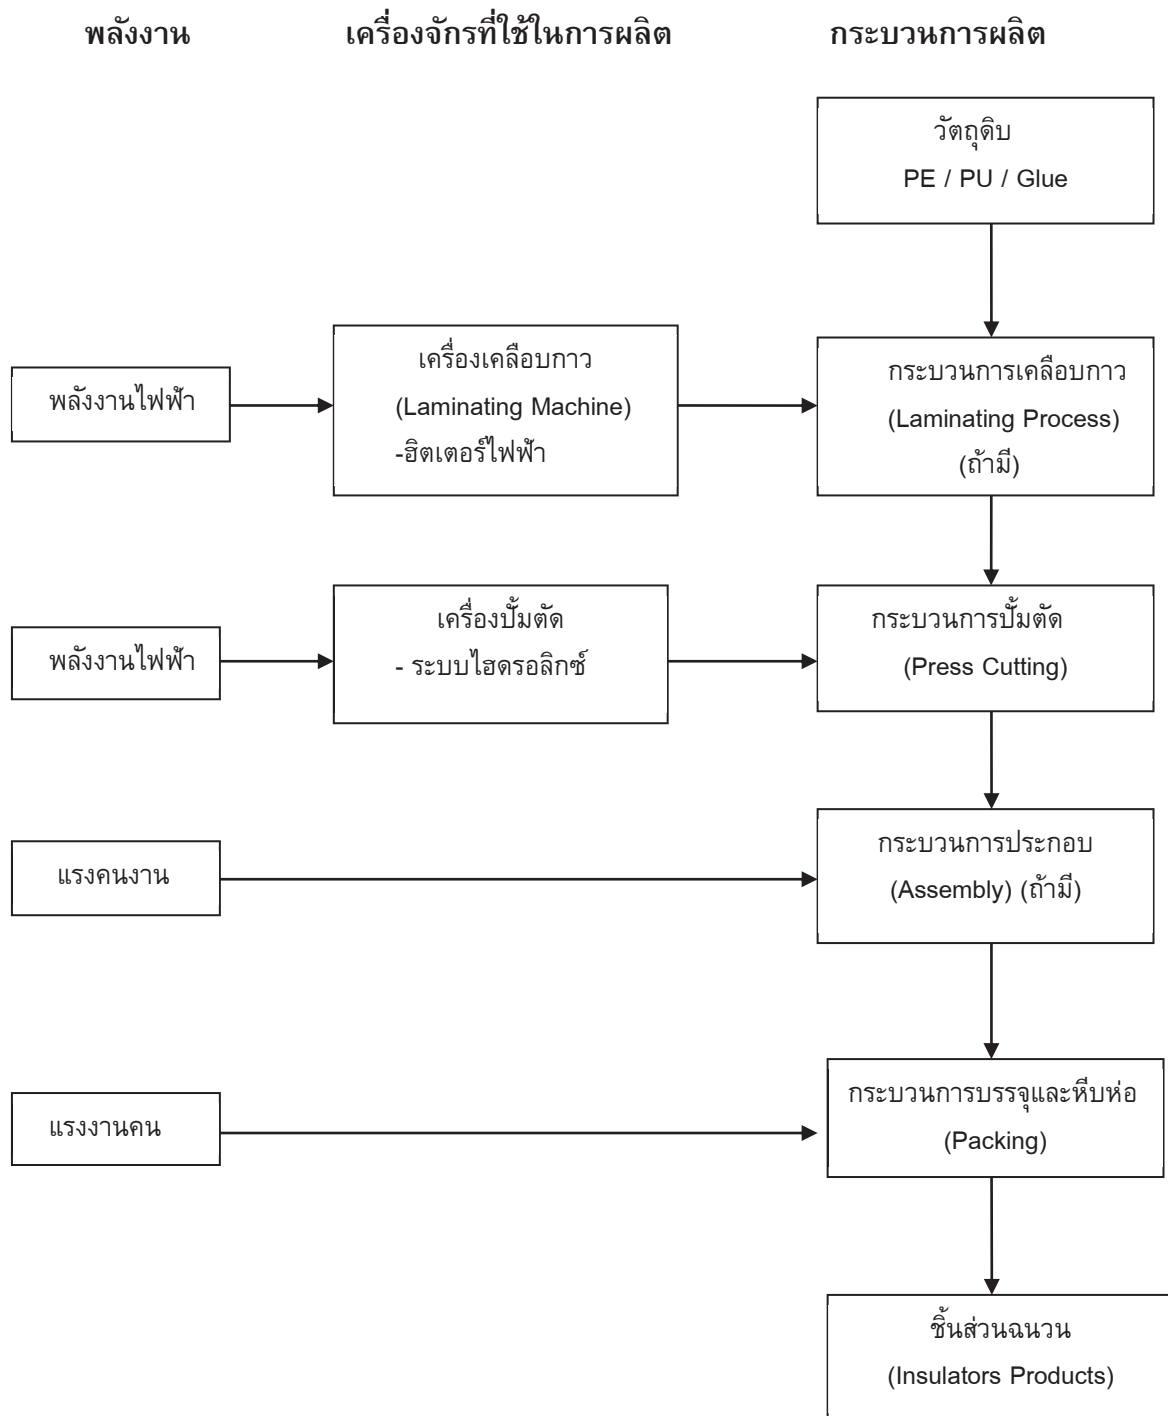 พลังงาน
เครื่องจักรที่ใช้ในการผลิต
กระบวนการผลิต
วัตถุดิบ
PE / PU / Glue
พลังงานไฟฟ้า
เครื่องเคลือบกาว
(Laminating Machine)
-ฮิตเตอร์ไฟฟ้า
กระบวนการเคลือบกาว
(Laminating Process)
(ถ้ามี)
พลังงานไฟฟ้า
เครื่องปั้มตัด
- ระบบไฮดรอลิกซ์
กระบวนการปั้มตัด
(Press Cutting)
แรงคนงาน
กระบวนการประกอบ
(Assembly) (ถ้ามี)
แรงงานคน
กระบวนการบรรจุและหีบห่อ
(Packing)
ชิ้นส่วนฉนวน
(Insulators Products)